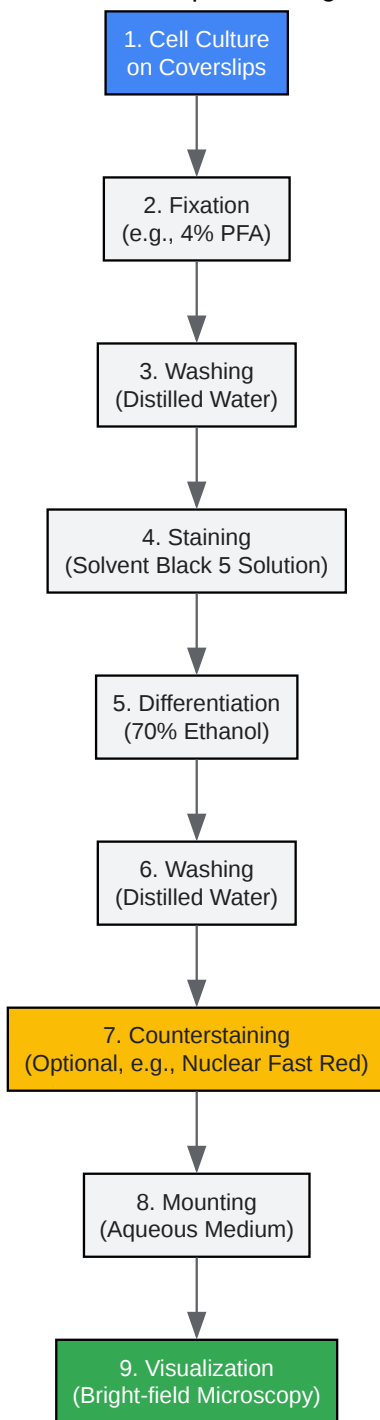 1. Cell Culture
on Coverslips
2. Fixation
(e.g., 4% PFA)
3. Washing
(Distilled Water)
4. Staining
(Solvent Black 5 Solution)
5. Differentiation
(70% Ethanol)
6. Washing
(Distilled Water)
7. Counterstaining
(Optional, e.g., Nuclear Fast Red)
8. Mounting
(Aqueous Medium)
9. Visualization
(Bright-field Microscopy)